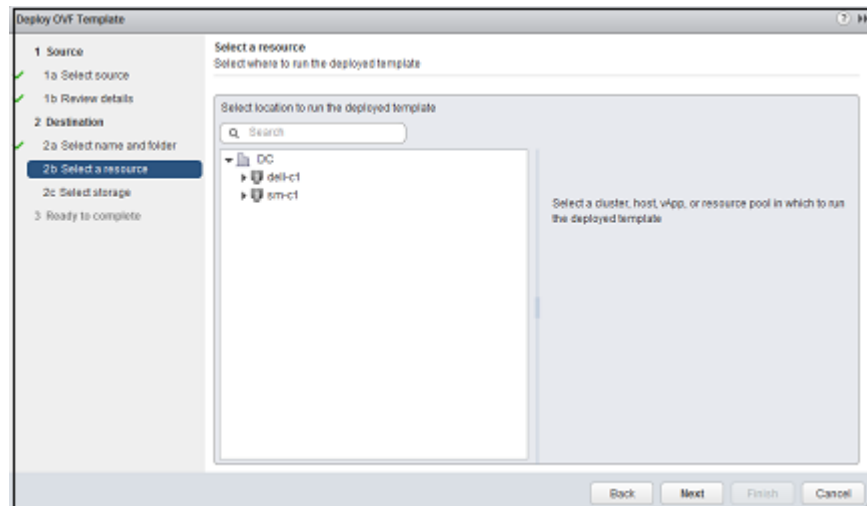 Deploy OVF Template
1 Source
1a Select source
1b Review details
2 Destination
2a Select name and folder
2b Select a resource
2c Select storage
3 Ready to complete
Select a resource
Select where to run the deployed template
Select location to run the deployed template
Search
DC
dell-c1
sm-c1
Select a cluster, host, vApp, or resource pool in which to run
the deployed template
Back Next Finish Cancel